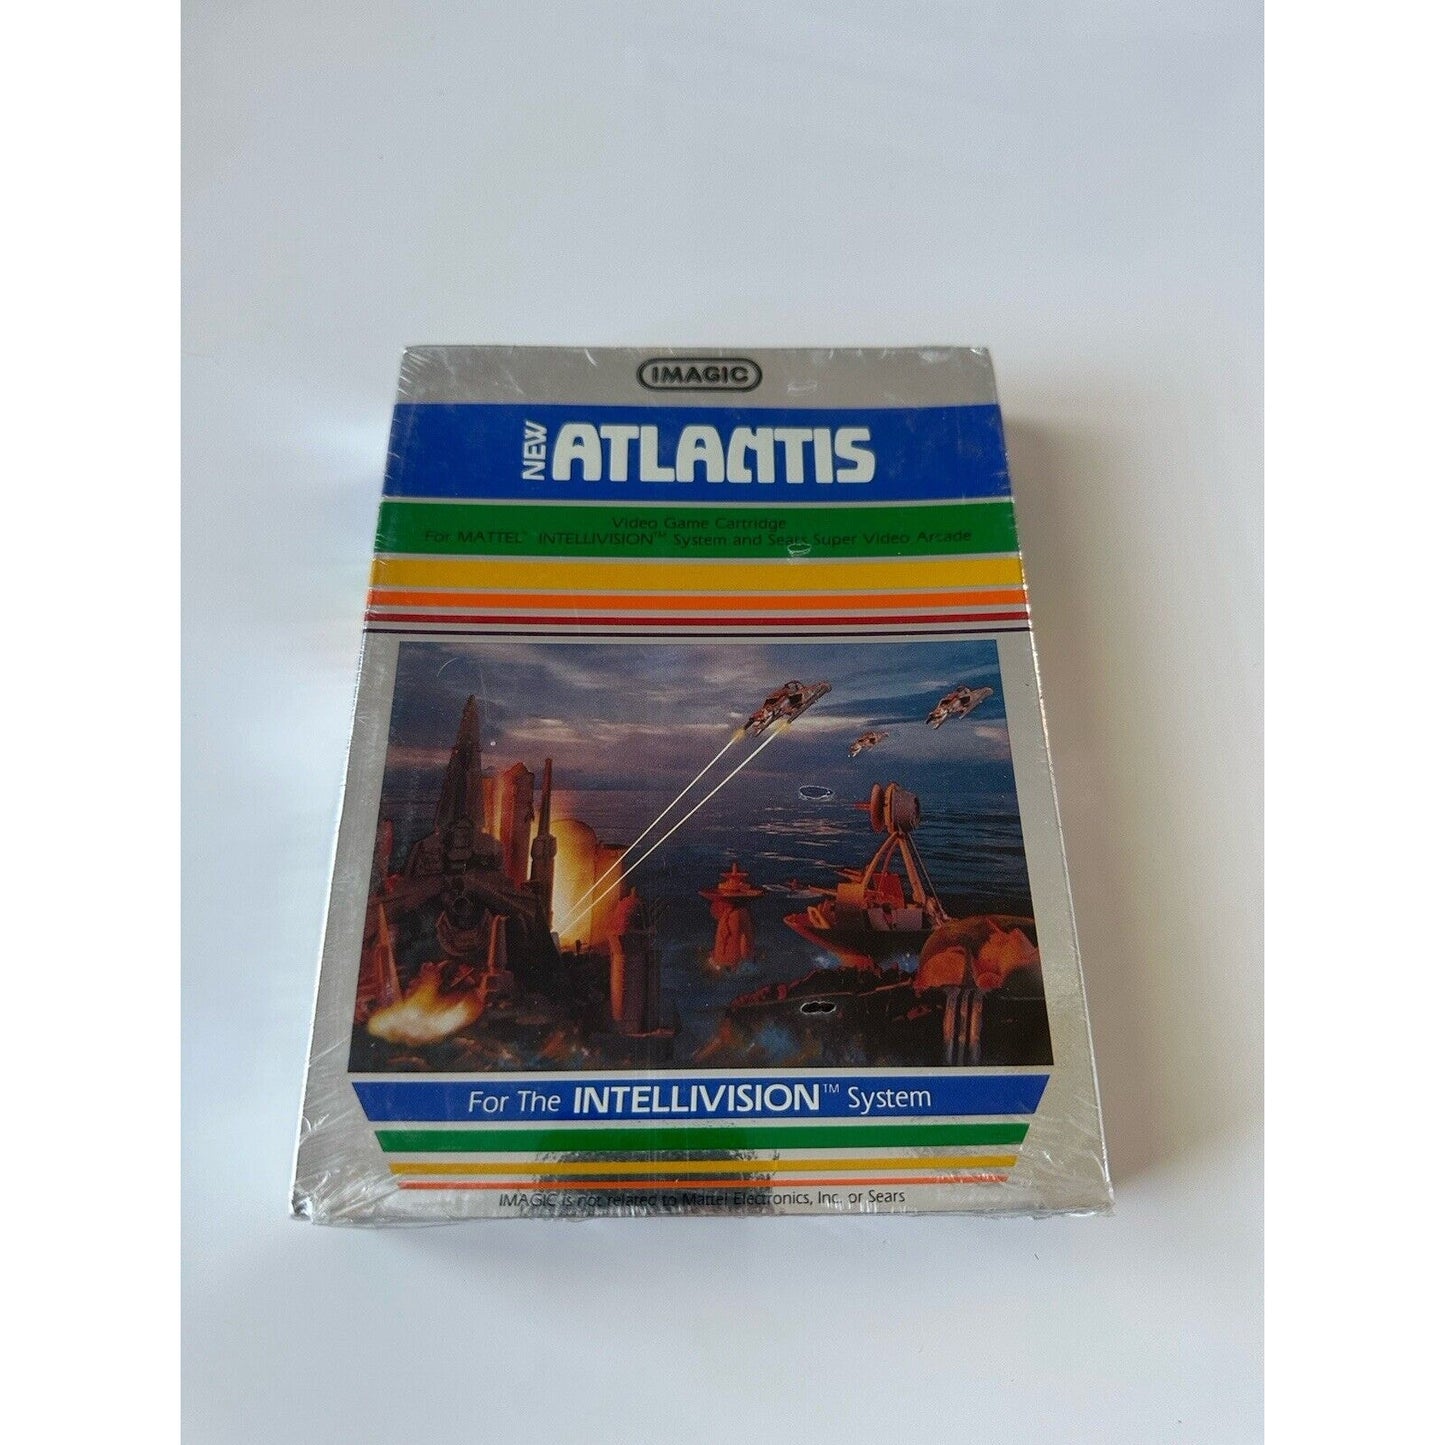 IMAGIC
NEW ATLANTIS
Video Game Cartridge
For MATTEL® INTELLIVISION™ System and Sears Super Video Arcade
For The INTELLIVISION™ System
IMAGIC is not related to Mattel Electronics, Inc. or Sears